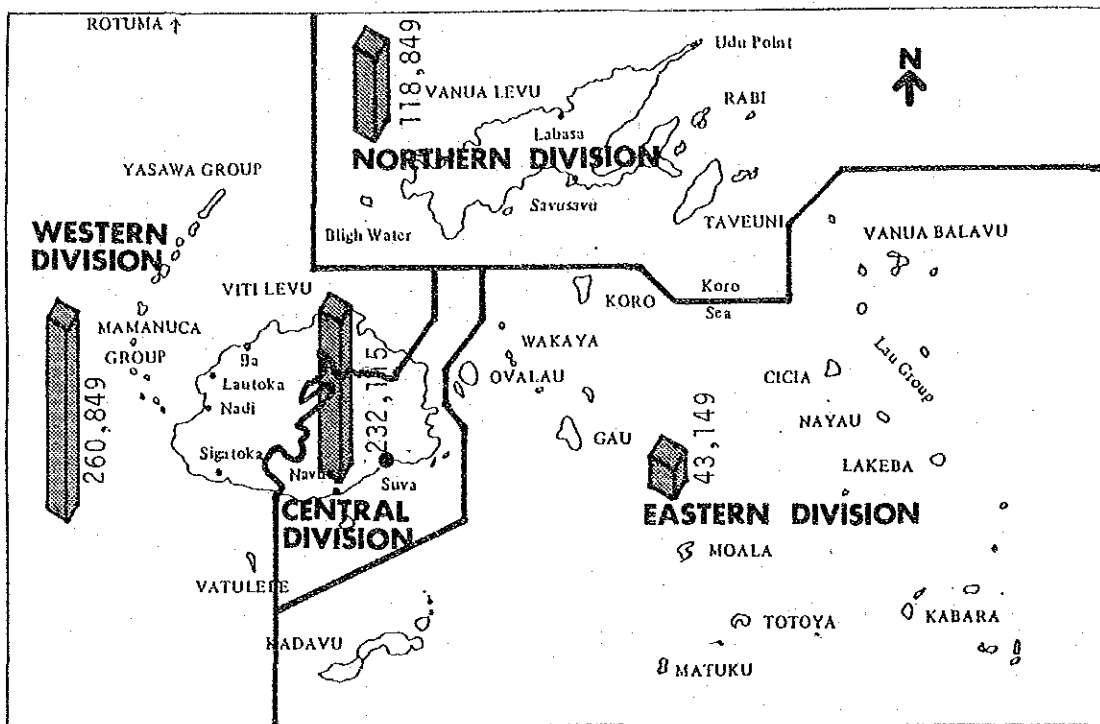 ROTUMA
Udu Point
N
VANUA LEVU
118,849
RABI
Labasa
NORTHERN DIVISION
YASAWA GROUP
Savusavu
TAVEUNI
WESTERN
DIVISION
Bligh Water
VANUA BALAVU
VITI LEVU
KORO
Koro
Sea
MAMANUCA
GROUP
WAKAYA
Ba
Lautoka
OVALAU
CICIA
Lau Group
Nadi
260,849
232,115
NAYAU
GAU
43,149
Sigatoka
LAKEBA
Suva
CENTRAL
DIVISION
EASTERN DIVISION
MOALA
VATULELE
TOTOYA
KABARA
KADAVU
MATUKU